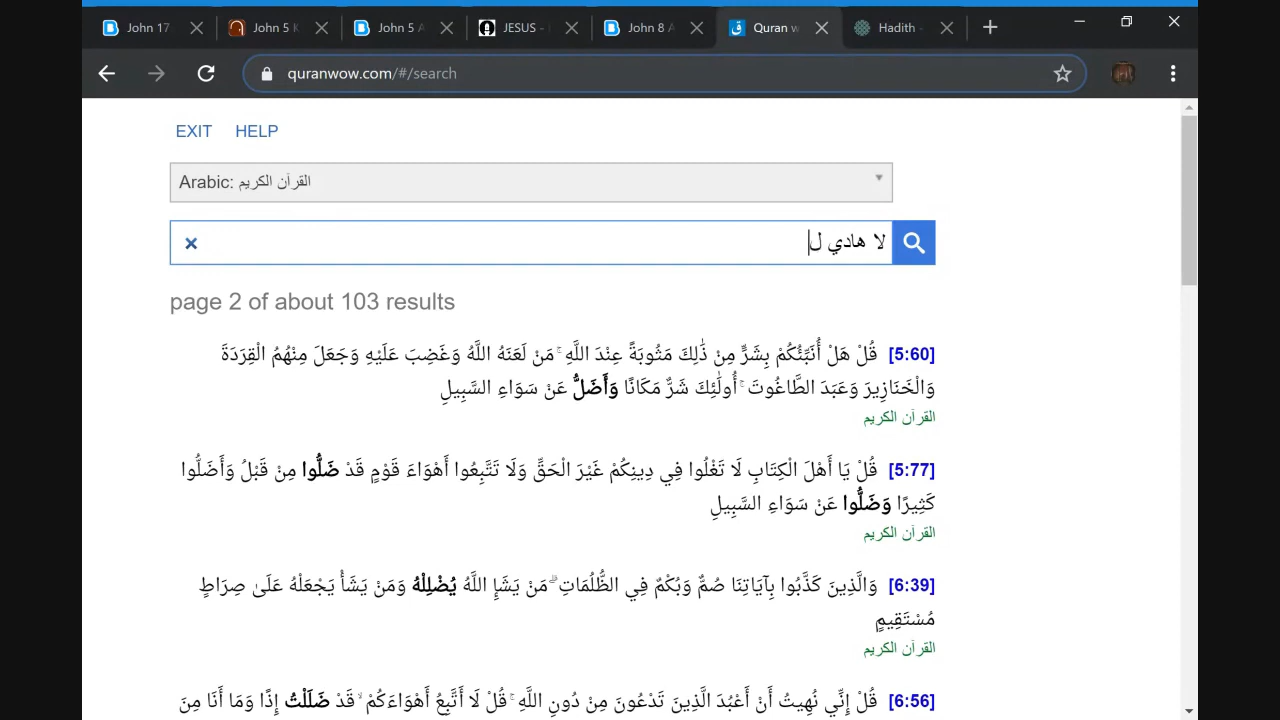 John 17
John 5 K
John 5 A
JESUS -
John 8 A
Quran w
Hadith -
quranwow.com/#/search
EXIT HELP
Arabic: القرآن الكريم
لا هادي ل
page 2 of about 103 results
[5:60] قُلْ هَلْ أُنَبِّئُكُمْ بِشَرٍّ مِنْ ذَٰلِكَ مَثُوبَةً عِنْدَ اللَّهِ ۚ مَنْ لَعَنَهُ اللَّهُ وَغَضِبَ عَلَيْهِ وَجَعَلَ مِنْهُمُ الْقِرَدَةَ
وَالْخَنَازِيرَ وَعَبَدَ الطَّاغُوتَ ۚ أُولَٰئِكَ شَرٌّ مَكَانًا وَأَضَلُّ عَنْ سَوَاءِ السَّبِيلِ
القرآن الكريم
[5:77] قُلْ يَا أَهْلَ الْكِتَابِ لَا تَغْلُوا فِي دِينِكُمْ غَيْرَ الْحَقِّ وَلَا تَتَّبِعُوا أَهْوَاءَ قَوْمٍ قَدْ ضَلُّوا مِنْ قَبْلُ وَأَضَلُّوا
كَثِيرًا وَضَلُّوا عَنْ سَوَاءِ السَّبِيلِ
القرآن الكريم
[6:39] وَالَّذِينَ كَذَّبُوا بِآيَاتِنَا صُمٌّ وَبُكْمٌ فِي الظُّلُمَاتِ ۗ مَنْ يَشَإِ اللَّهُ يُضْلِلْهُ وَمَنْ يَشَأْ يَجْعَلْهُ عَلَىٰ صِرَاطٍ
مُسْتَقِيمٍ
القرآن الكريم
[6:56] قُلْ إِنِّي نُهِيتُ أَنْ أَعْبُدَ الَّذِينَ تَدْعُونَ مِنْ دُونِ اللَّهِ ۚ قُلْ لَا أَتَّبِعُ أَهْوَاءَكُمْ ۙ قَدْ ضَلَلْتُ إِذًا وَمَا أَنَا مِنَ